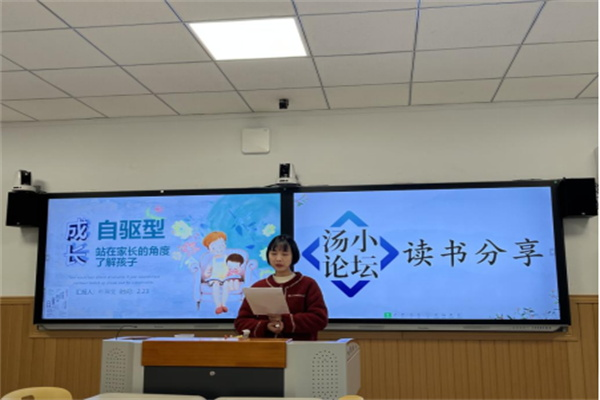 成长
自驱型
站在家长的角度
了解孩子
汤小
论坛
读书分享